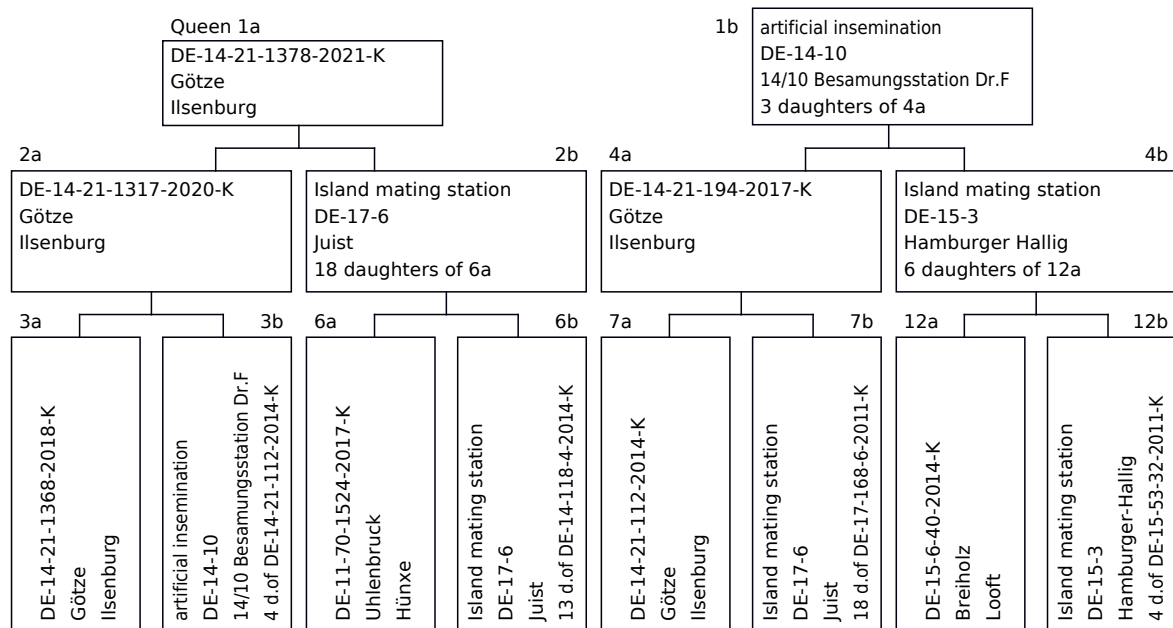 Queen 1a
DE-14-21-1378-2021-K
Götze
Ilsenburg
1b
artificial insemination
DE-14-10
14/10 Besamungsstation Dr.F
3 daughters of 4a
2a
DE-14-21-1317-2020-K
Götze
Ilsenburg
2b
Island mating station
DE-17-6
Juist
18 daughters of 6a
4a
DE-14-21-194-2017-K
Götze
Ilsenburg
4b
Island mating station
DE-15-3
Hamburger Hallig
6 daughters of 12a
3a
DE-14-21-1368-2018-K
Götze
Ilsenburg
3b
artificial insemination
DE-14-10
14/10 Besamungsstation Dr.F
4 d.of DE-14-21-112-2014-K
6a
DE-11-70-1524-2017-K
Uhlenbruck
Hünxe
6b
Island mating station
DE-17-6
Juist
13 d.of DE-14-118-4-2014-K
7a
DE-14-21-112-2014-K
Götze
Ilsenburg
7b
Island mating station
DE-17-6
Juist
18 d.of DE-17-168-6-2011-K
12a
DE-15-6-40-2014-K
Breiholz
Looft
12b
Island mating station
DE-15-3
Hamburger-Hallig
4 d.of DE-15-53-32-2011-K